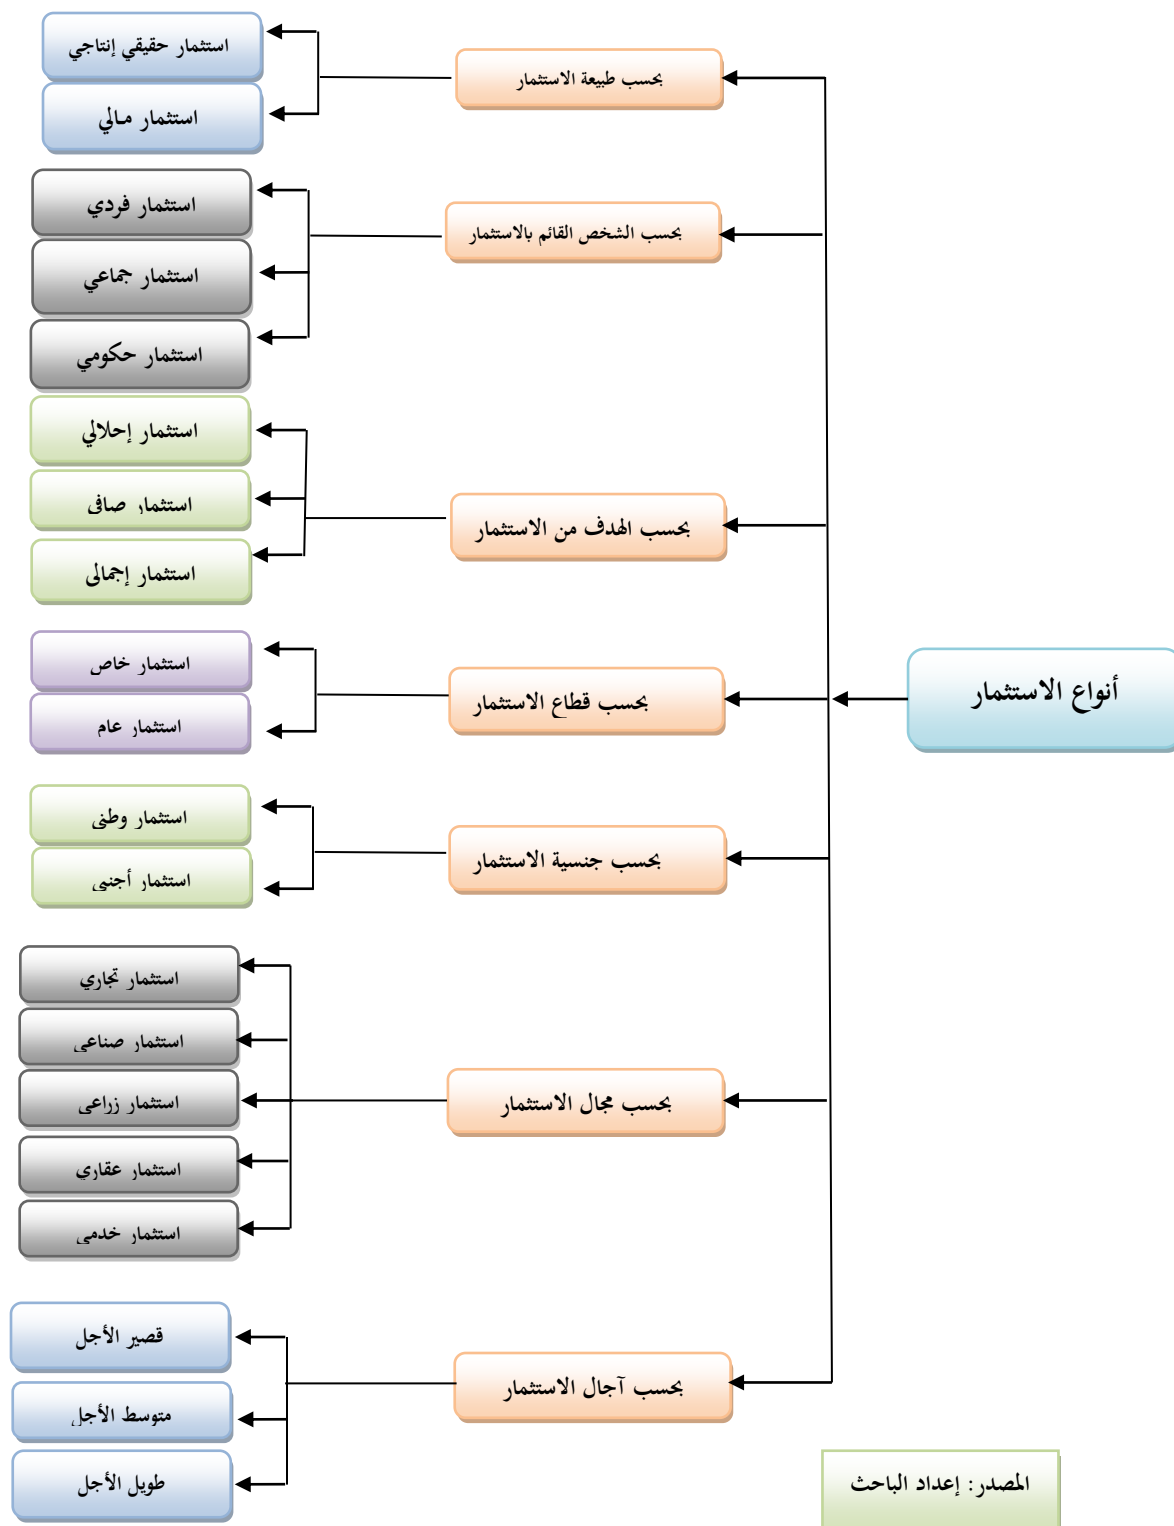 أنواع الاستثمار
بحسب طبيعة الاستثمار
استثمار حقيقي إنتاجي
استثمار مالي
بحسب الشخص القائم بالاستثمار
استثمار فردي
استثمار جماعي
استثمار حكومي
بحسب الهدف من الاستثمار
استثمار إحلالي
استثمار صافي
استثمار إجمالي
بحسب قطاع الاستثمار
استثمار خاص
استثمار عام
بحسب جنسية الاستثمار
استثمار وطني
استثمار أجنبي
بحسب مجال الاستثمار
استثمار تجاري
استثمار صناعي
استثمار زراعي
استثمار عقاري
استثمار خدمي
بحسب آجال الاستثمار
قصير الأجل
متوسط الأجل
طويل الأجل
المصدر: إعداد الباحث